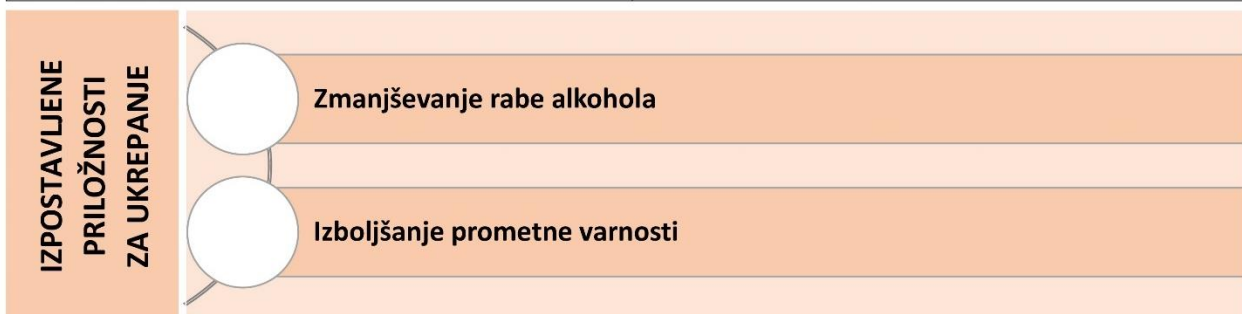 IZPOSTAVLJENE
PRILOŽNOSTI
ZA UKREPANJE
Zmanjševanje rabe alkohola
Izboljšanje prometne varnosti